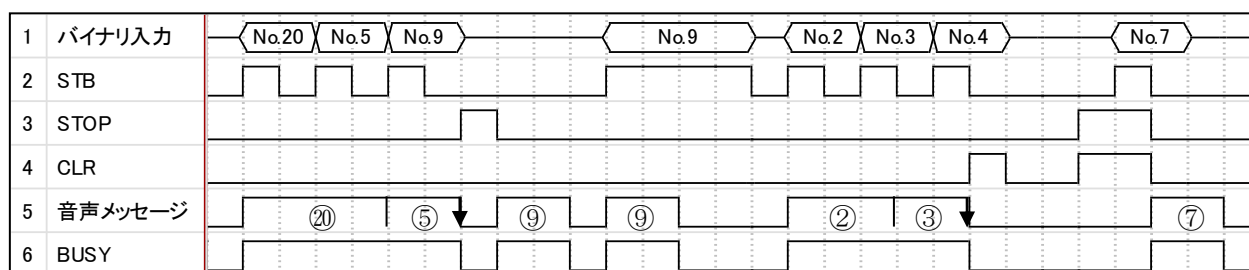 1 バイナリ入力 No.20 No.5 No.9 No.9 No.2 No.3 No.4 No.7
2 STB
3 STOP
4 CLR
5 音声メッセージ ⑳ ⑤ ⑨ ⑨ ② ③ ⑦
6 BUSY